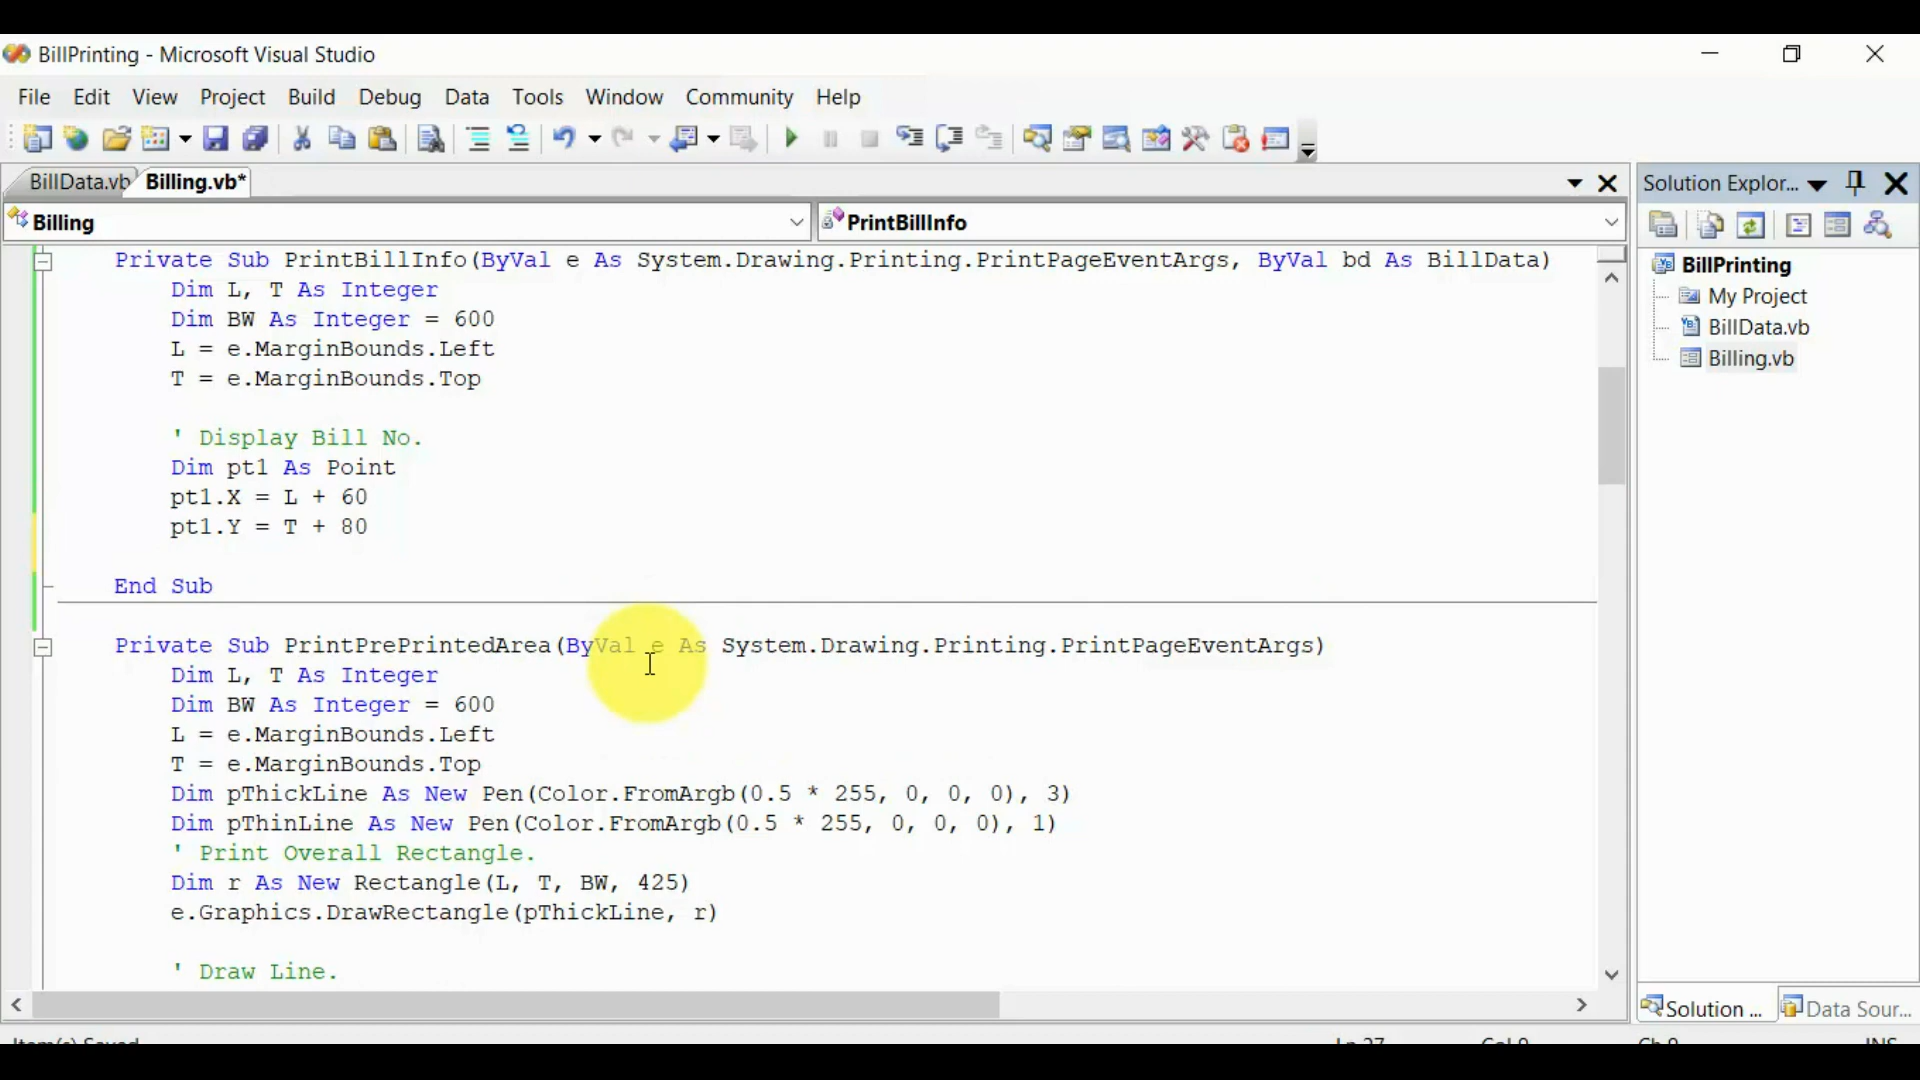 BillPrinting - Microsoft Visual Studio
File Edit View Project Build Debug Data Tools Window Community Help
BillData.vb Billing.vb*
Solution Explor...
Billing PrintBillInfo
Private Sub PrintBillInfo(ByVal e As System.Drawing.Printing.PrintPageEventArgs, ByVal bd As BillData)
Dim L, T As Integer
Dim BW As Integer = 600
L = e.MarginBounds.Left
T = e.MarginBounds.Top
' Display Bill No.
Dim pt1 As Point
pt1.X = L + 60
pt1.Y = T + 80
End Sub
Private Sub PrintPrePrintedArea(ByVal e As System.Drawing.Printing.PrintPageEventArgs)
Dim L, T As Integer
Dim BW As Integer = 600
L = e.MarginBounds.Left
T = e.MarginBounds.Top
Dim pThickLine As New Pen(Color.FromArgb(0.5 * 255, 0, 0, 0), 3)
Dim pThinLine As New Pen(Color.FromArgb(0.5 * 255, 0, 0, 0), 1)
' Print Overall Rectangle.
Dim r As New Rectangle(L, T, BW, 425)
e.Graphics.DrawRectangle(pThickLine, r)
' Draw Line.
BillPrinting
My Project
BillData.vb
Billing.vb
Solution ... Data Sour...